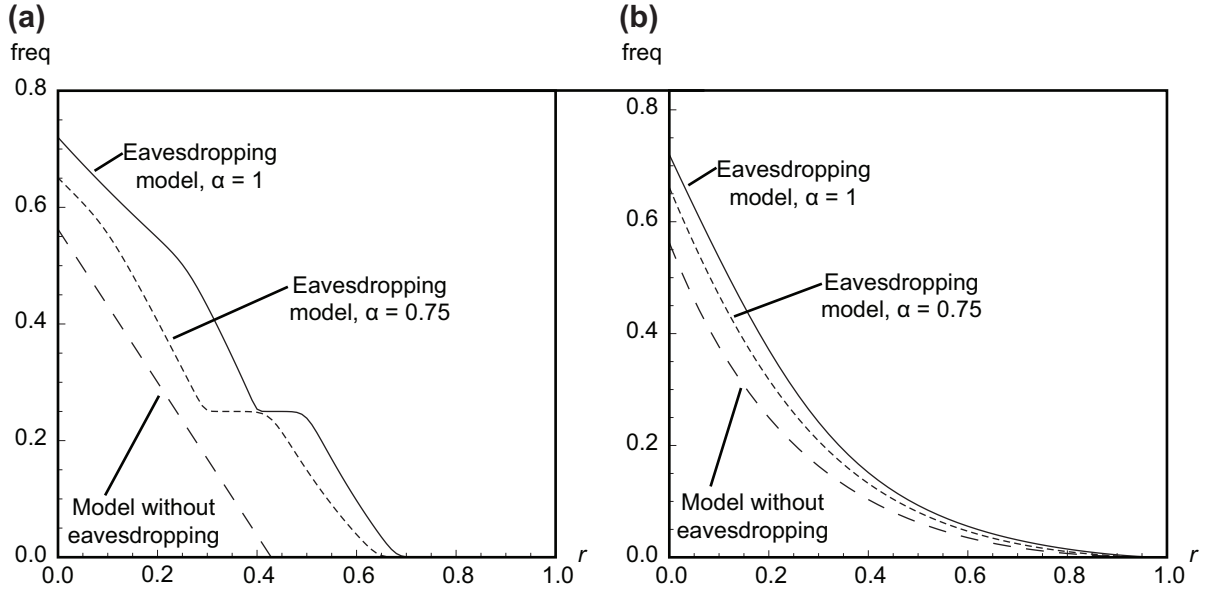 (a)
freq
0.8
0.6
0.4
0.2
0.0
0.0 0.2 0.4 0.6 0.8 1.0
r
Eavesdropping
model, α = 1
Eavesdropping
model, α = 0.75
Model without
eavesdropping
(b)
freq
0.8
0.6
0.4
0.2
0.0
0.0 0.2 0.4 0.6 0.8 1.0
r
Eavesdropping
model, α = 1
Eavesdropping
model, α = 0.75
Model without
eavesdropping